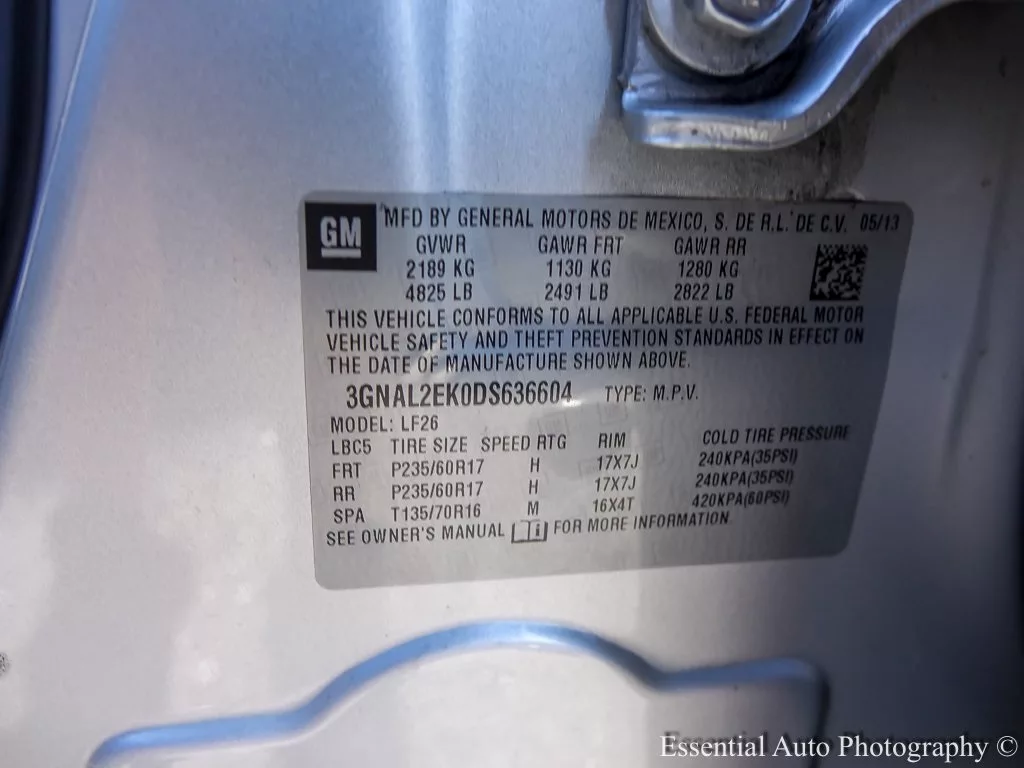 GM
MFD BY GENERAL MOTORS DE MEXICO, S. DE R.L. DE C.V. 05/13
GVWR GAWR FRT GAWR RR
2189 KG 1130 KG 1280 KG
4825 LB 2491 LB 2822 LB
THIS VEHICLE CONFORMS TO ALL APPLICABLE U.S. FEDERAL MOTOR
VEHICLE SAFETY AND THEFT PREVENTION STANDARDS IN EFFECT ON
THE DATE OF MANUFACTURE SHOWN ABOVE.
3GNAL2EK0DS636604 TYPE: M.P.V.
MODEL: LF26
LBC5 TIRE SIZE SPEED RTG RIM COLD TIRE PRESSURE
FRT P235/60R17 H 17X7J 240KPA(35PSI)
RR P235/60R17 H 17X7J 240KPA(35PSI)
SPA T135/70R16 M 16X4T 420KPA(60PSI)
SEE OWNER'S MANUAL FOR MORE INFORMATION.
Essential Auto Photography ©